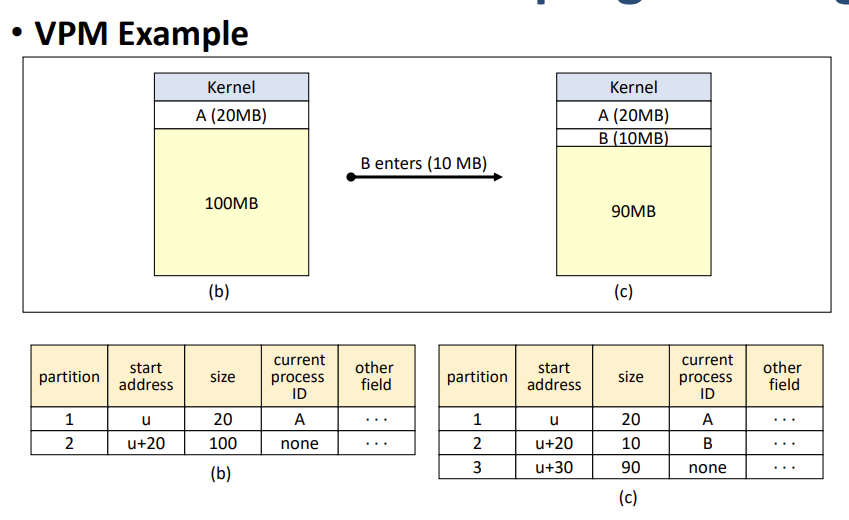 • VPM Example
Kernel
A (20MB)
100MB
(b)
B enters (10 MB)
Kernel
A (20MB)
B (10MB)
90MB
(c)
partition start address size current process ID other field
1 u 20 A ···
2 u+20 100 none ···
(b)
partition start address size current process ID other field
1 u 20 A ···
2 u+20 10 B ···
3 u+30 90 none ···
(c)